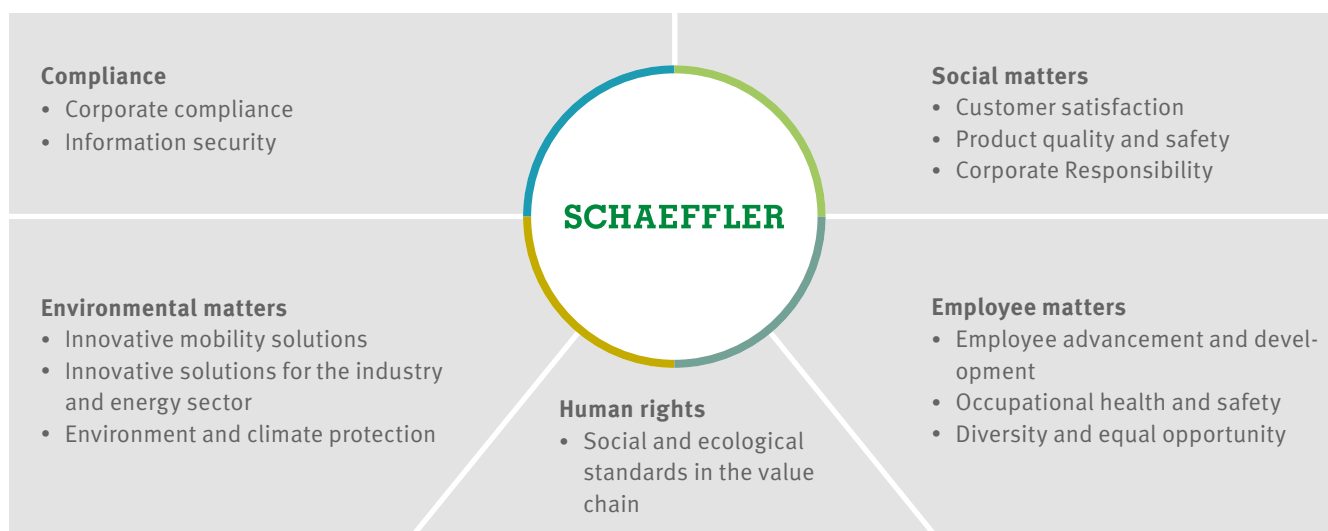 Compliance
• Corporate compliance
• Information security
Social matters
• Customer satisfaction
• Product quality and safety
• Corporate Responsibility
SCHAEFFLER
Environmental matters
• Innovative mobility solutions
• Innovative solutions for the industry
and energy sector
• Environment and climate protection
Human rights
• Social and ecological
standards in the value
chain
Employee matters
• Employee advancement and devel-
opment
• Occupational health and safety
• Diversity and equal opportunity